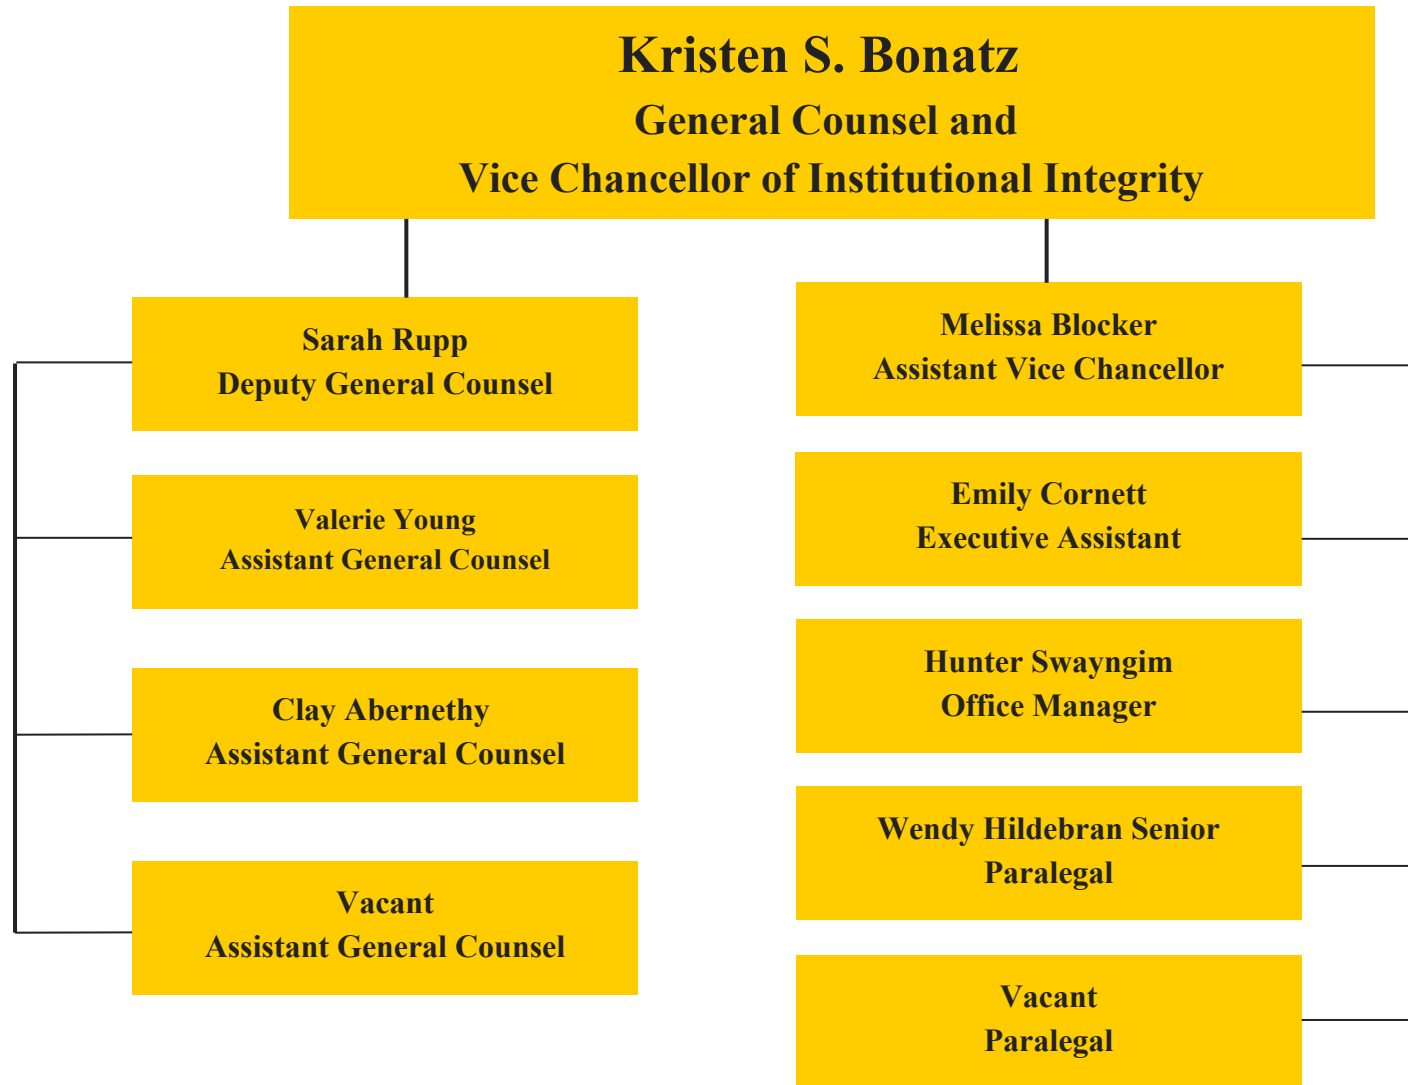 Kristen S. Bonatz
General Counsel and
Vice Chancellor of Institutional Integrity
Sarah Rupp
Deputy General Counsel
Valerie Young
Assistant General Counsel
Clay Abernethy
Assistant General Counsel
Vacant
Assistant General Counsel
Melissa Blocker
Assistant Vice Chancellor
Emily Cornett
Executive Assistant
Hunter Swayngim
Office Manager
Wendy Hildebran Senior
Paralegal
Vacant
Paralegal